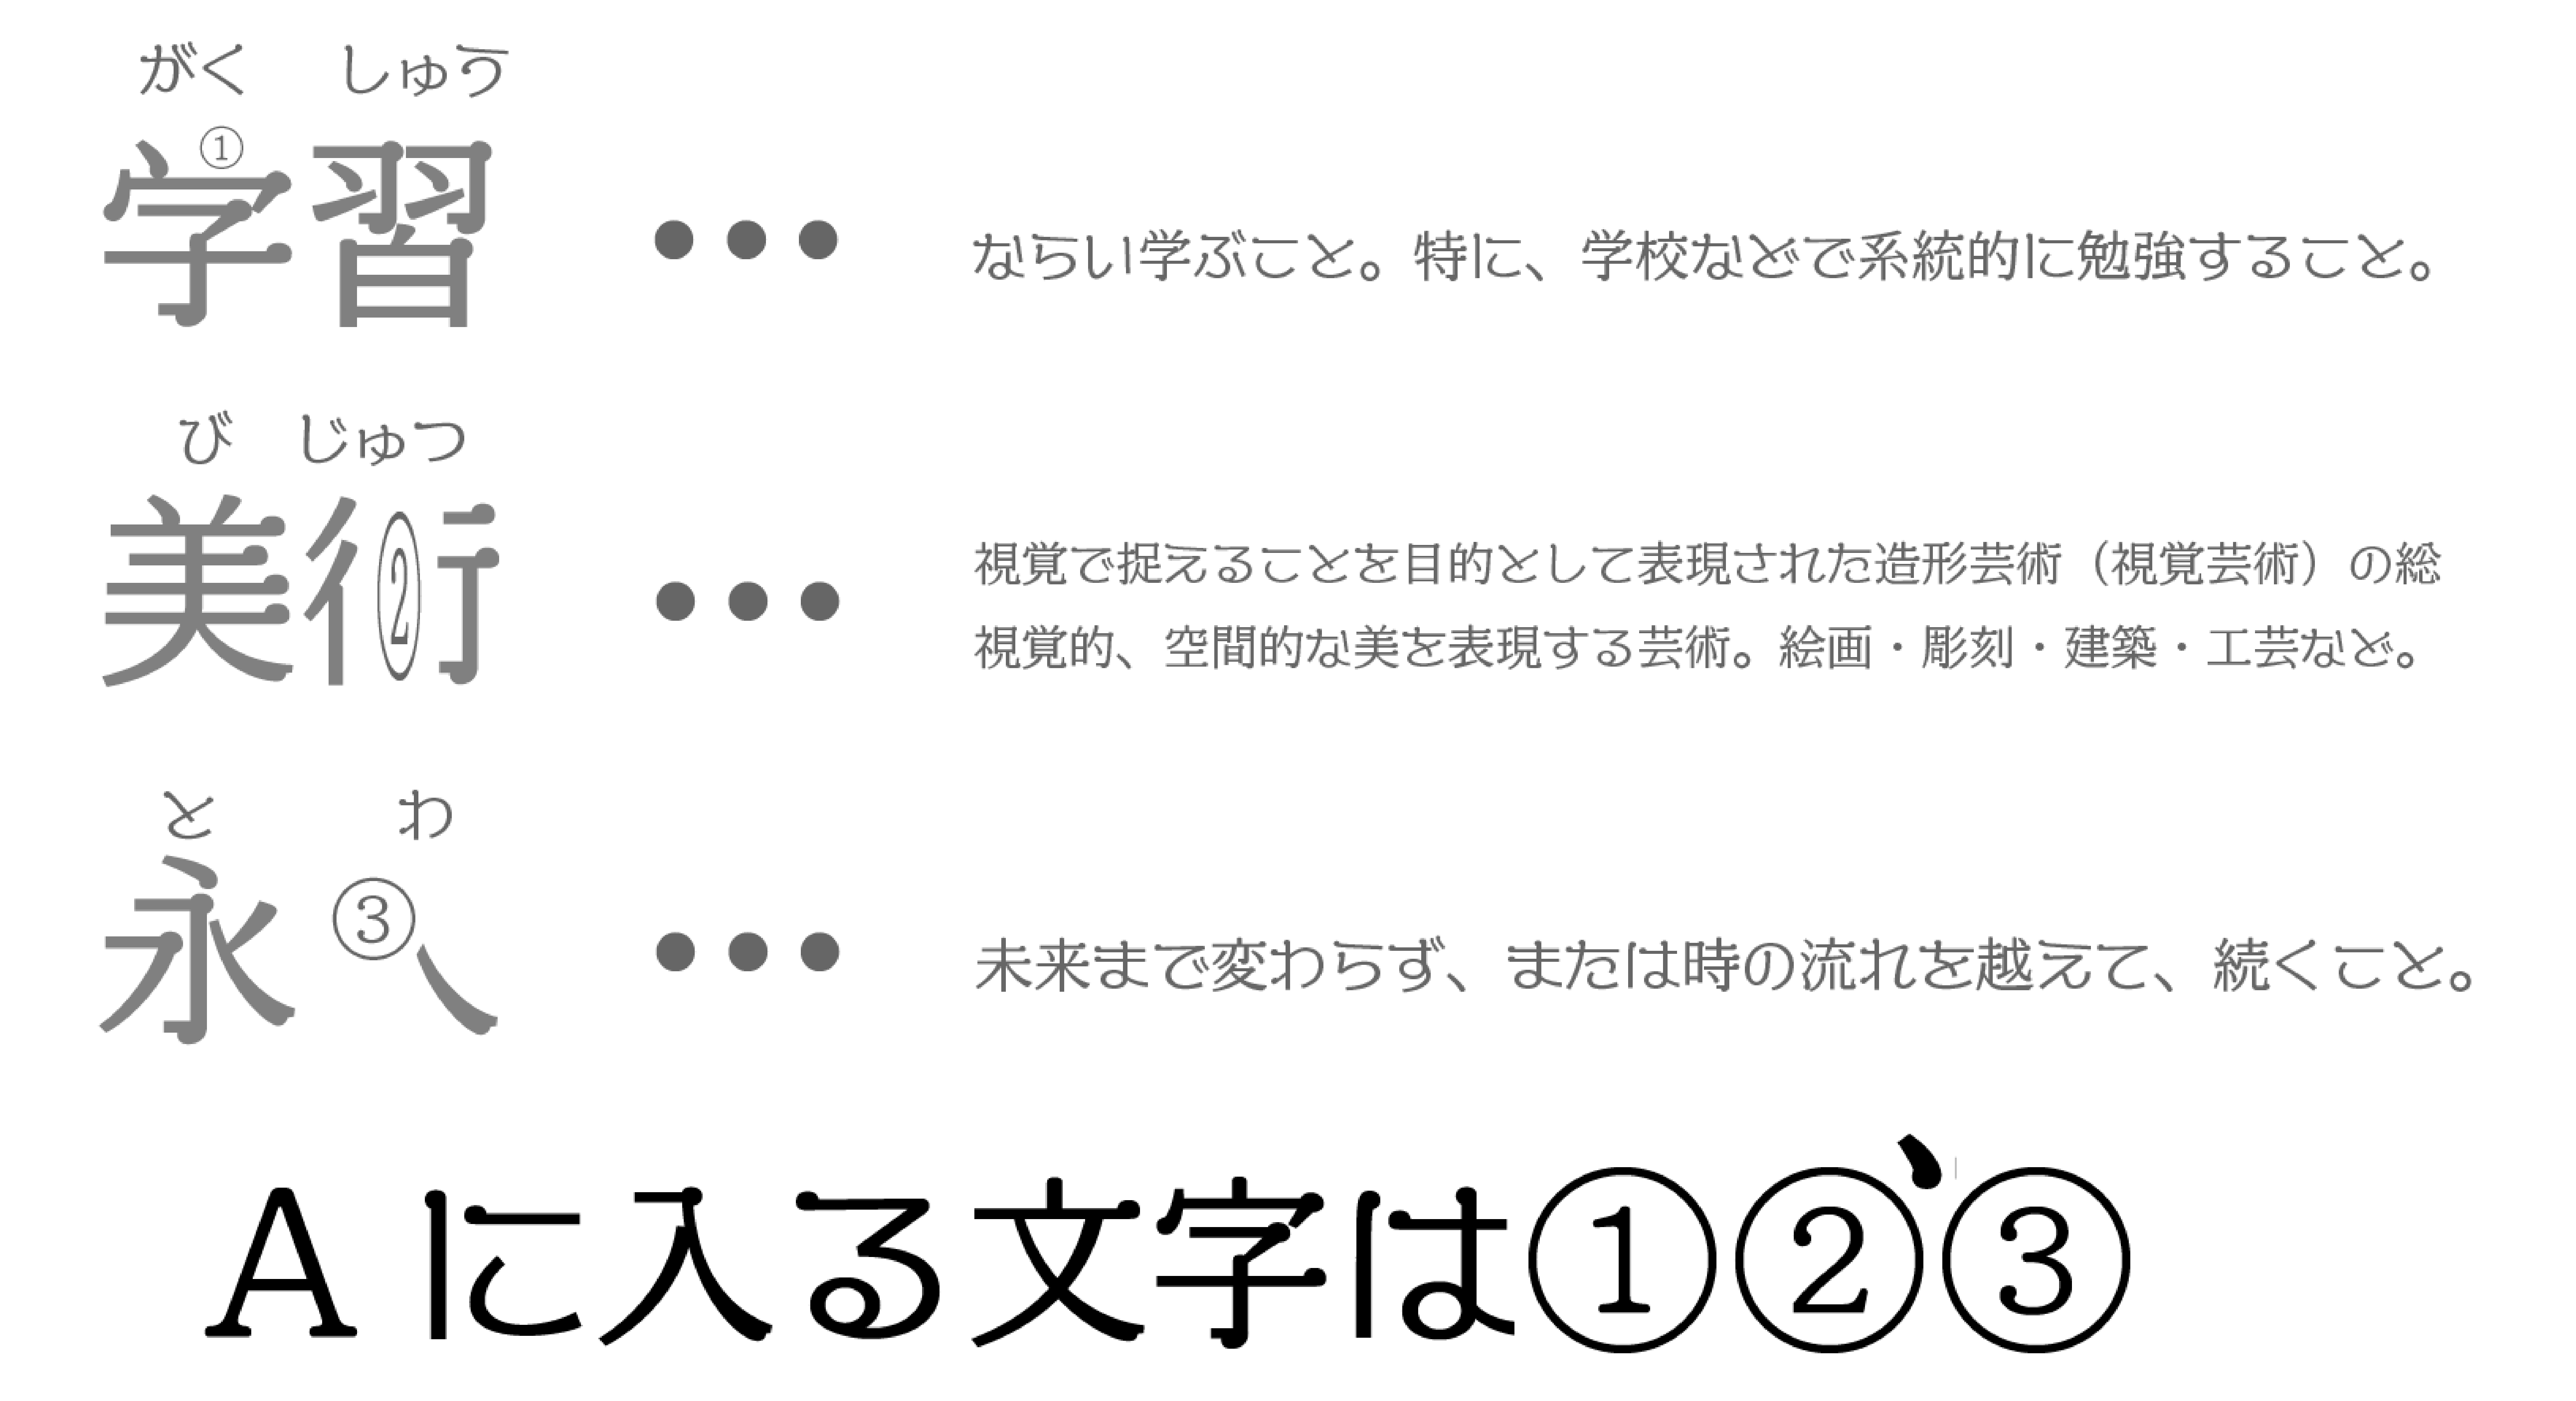 がく しゅう
学①習 ••• ならい学ぶこと。特に、学校などで系統的に勉強すること。
び じゅつ
美彳②亍 ••• 視覚で捉えることを目的として表現された造形芸術（視覚芸術）の総
視覚的、空間的な美を表現する芸術。絵画・彫刻・建築・工芸など。
と わ
永③㇏ ••• 未来まで変わらず、または時の流れを越えて、続くこと。
Aに入る文字は①②丶③